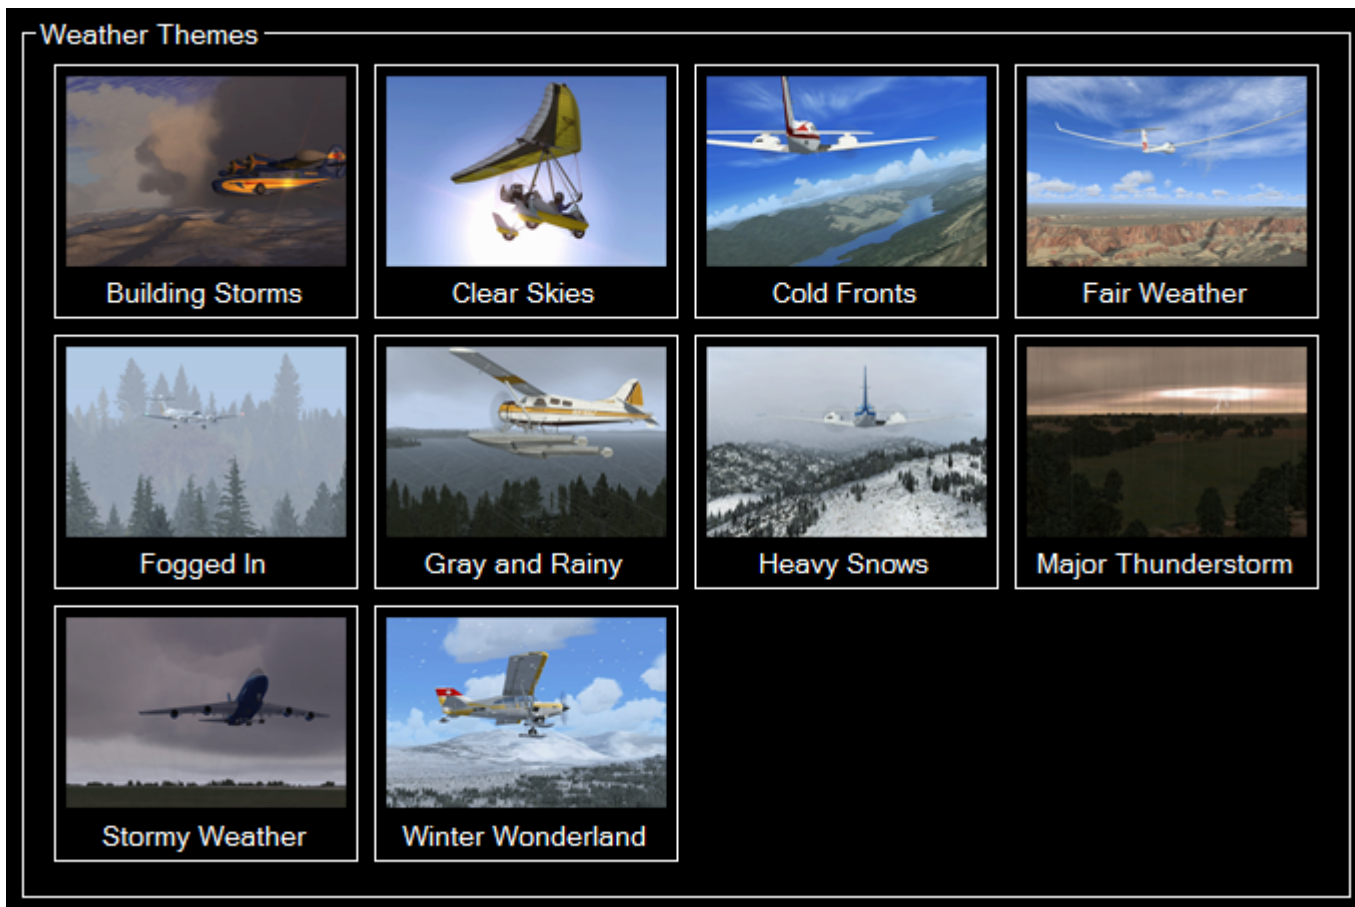 Weather Themes
Building Storms
Clear Skies
Cold Fronts
Fair Weather
Fogged In
Gray and Rainy
Heavy Snows
Major Thunderstorm
Stormy Weather
Winter Wonderland